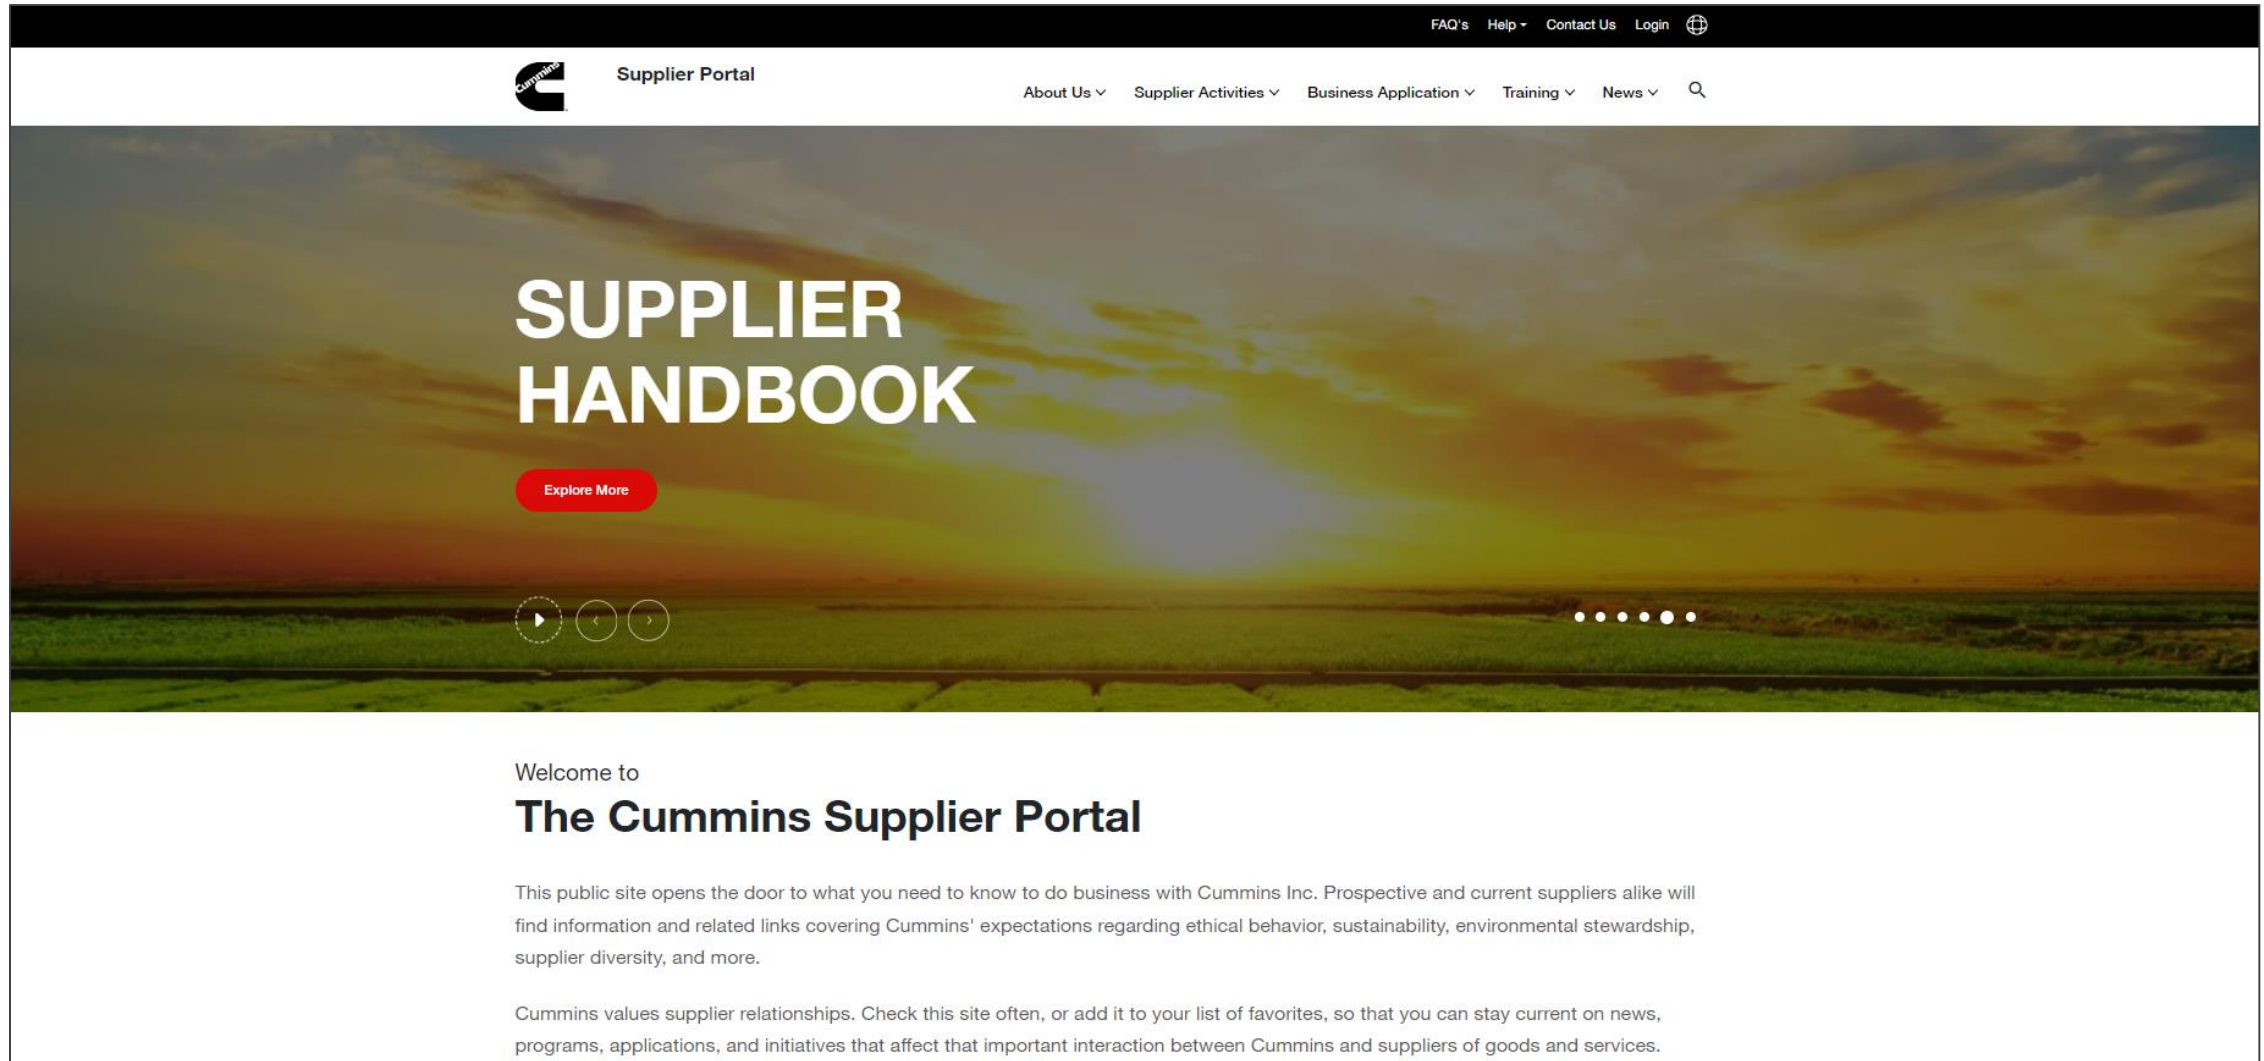 FAQ's Help Contact Us Login
Cummins
Supplier Portal
About Us Supplier Activities Business Application Training News
SUPPLIER
HANDBOOK
Explore More
Welcome to
The Cummins Supplier Portal
This public site opens the door to what you need to know to do business with Cummins Inc. Prospective and current suppliers alike will
find information and related links covering Cummins' expectations regarding ethical behavior, sustainability, environmental stewardship,
supplier diversity, and more.
Cummins values supplier relationships. Check this site often, or add it to your list of favorites, so that you can stay current on news,
programs, applications, and initiatives that affect that important interaction between Cummins and suppliers of goods and services.